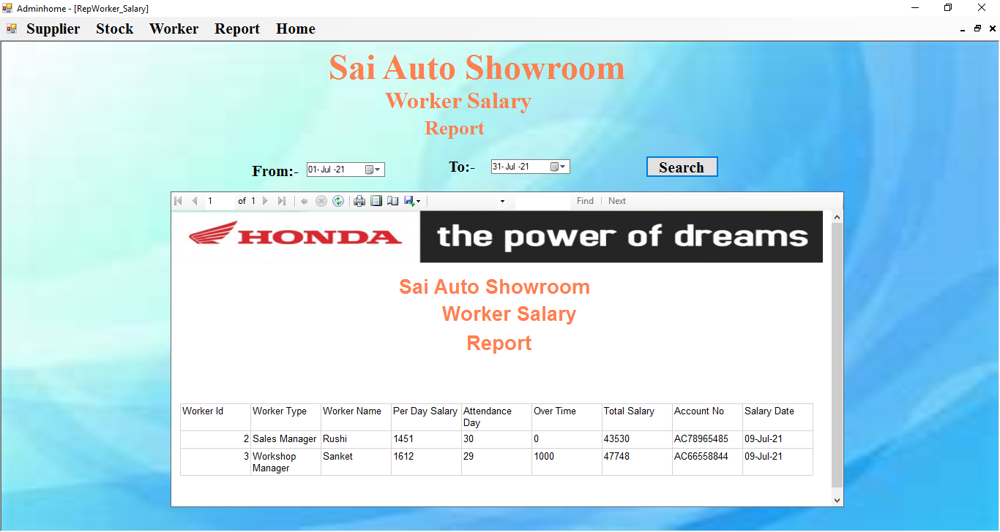 Adminhome - [RepWorker_Salary]
Supplier Stock Worker Report Home
Sai Auto Showroom
Worker Salary
Report
From:- 01-Jul -21 To:- 31-Jul -21 Search
1 of 1 Find | Next
HONDA the power of dreams
Sai Auto Showroom
Worker Salary
Report
Worker Id Worker Type Worker Name Per Day Salary Attendance Day Over Time Total Salary Account No Salary Date
2 Sales Manager Rushi 1451 30 0 43530 AC78965485 09-Jul-21
3 Workshop Manager Sanket 1612 29 1000 47748 AC66558844 09-Jul-21